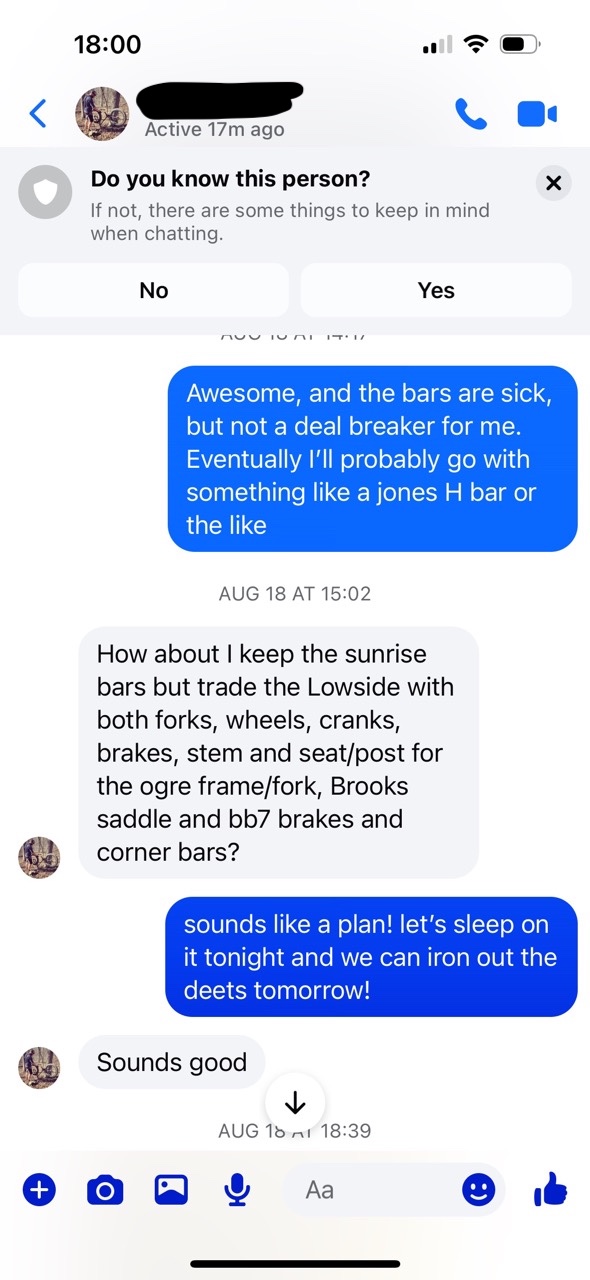 18:00
Active 17m ago
Do you know this person?
If not, there are some things to keep in mind
when chatting.
No
Yes
AUG 18 AT 14:17
Awesome, and the bars are sick,
but not a deal breaker for me.
Eventually I'll probably go with
something like a jones H bar or
the like
AUG 18 AT 15:02
How about I keep the sunrise
bars but trade the Lowside with
both forks, wheels, cranks,
brakes, stem and seat/post for
the ogre frame/fork, Brooks
saddle and bb7 brakes and
corner bars?
sounds like a plan! let's sleep on
it tonight and we can iron out the
deets tomorrow!
Sounds good
AUG 18 AT 18:39
Aa